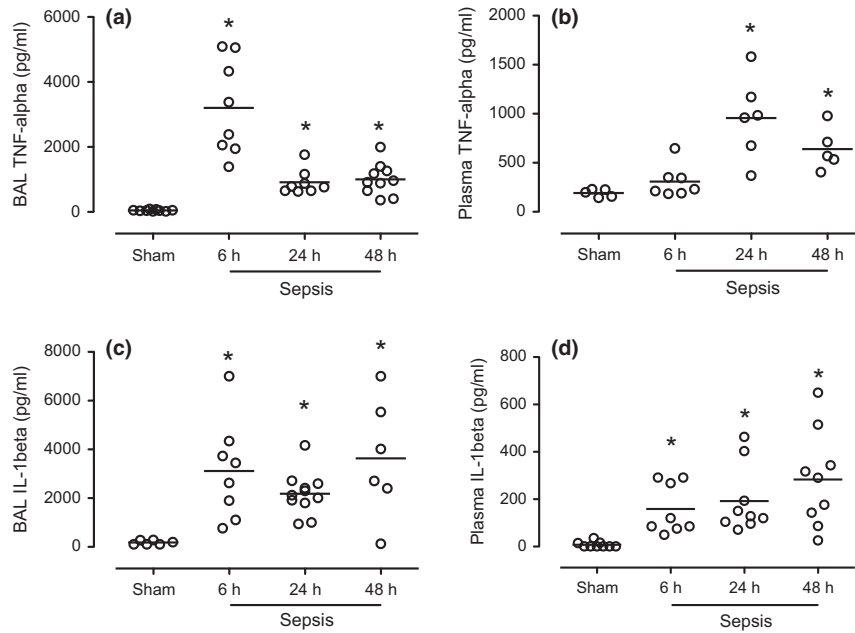 (a)
BAL TNF-alpha (pg/ml)
6000
4000
2000
0
* * *
Sham 6 h 24 h 48 h
Sepsis
(b)
Plasma TNF-alpha (pg/ml)
2000
1500
1000
500
0
* *
Sham 6 h 24 h 48 h
Sepsis
(c)
BAL IL-1beta (pg/ml)
8000
6000
4000
2000
0
* * *
Sham 6 h 24 h 48 h
Sepsis
(d)
Plasma IL-1beta (pg/ml)
800
600
400
200
0
* * *
Sham 6 h 24 h 48 h
Sepsis